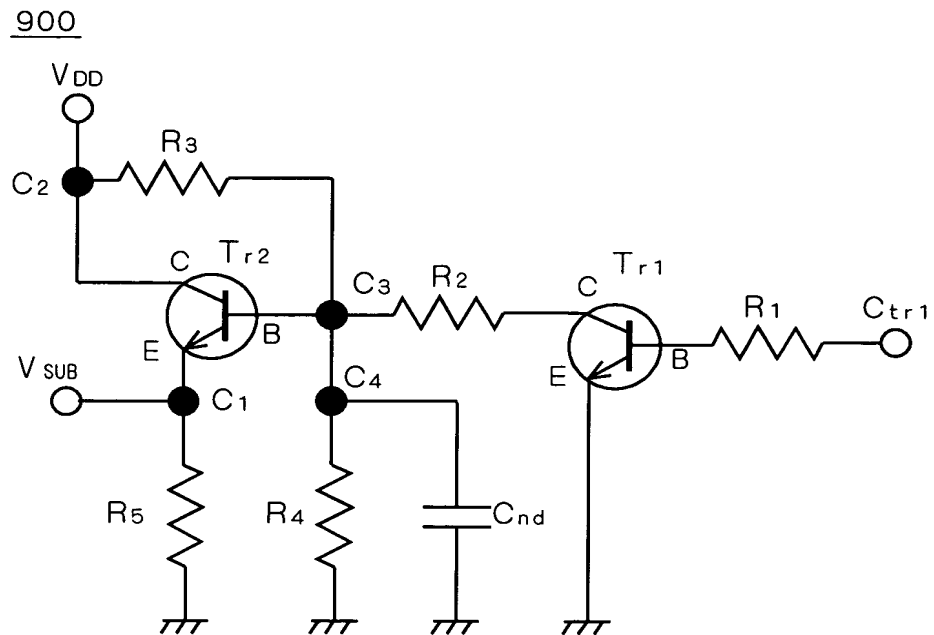 900
VDD
R3
C2
C
Tr2
C3
R2
C
Tr1
R1
Ctr1
B
E
B
E
VSUB
C1
C4
R5
R4
Cnd